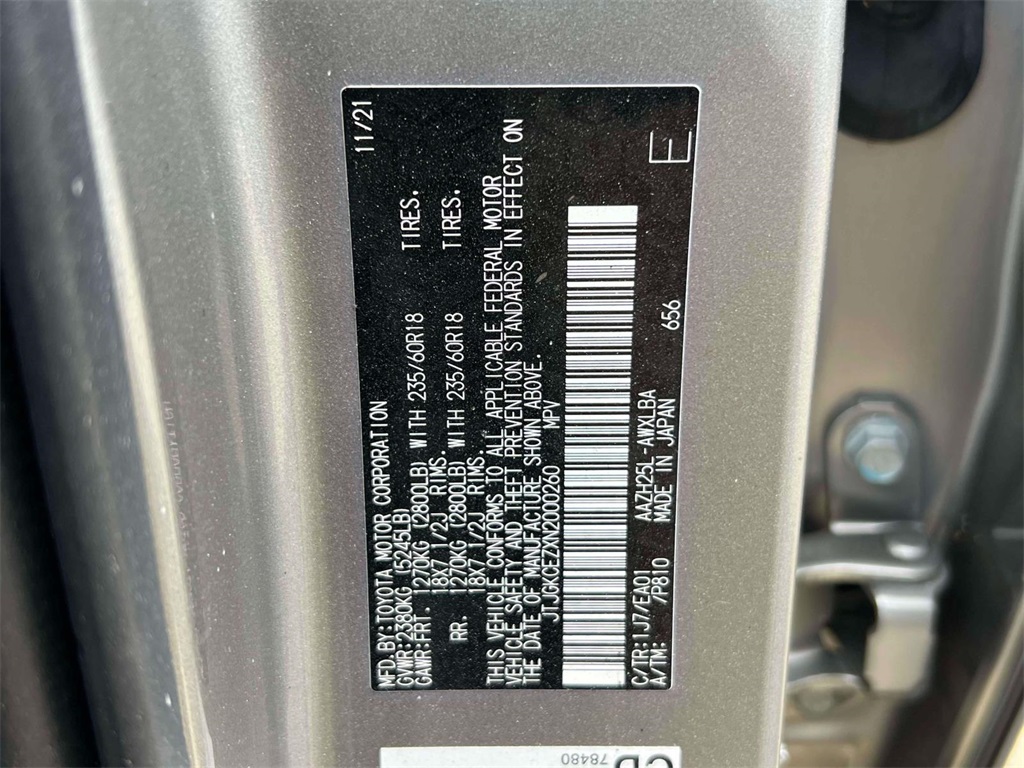 MFD.BY:TOYOTA MOTOR CORPORATION 11/21
GVWR:2380KG (5245LB)
GAWR:FRT. 1270KG (2800LB) WITH 235/60R18 TIRES.
18X7 1/2J RIMS.
RR. 1270KG (2800LB) WITH 235/60R18 TIRES.
18X7 1/2J RIMS.
THIS VEHICLE CONFORMS TO ALL APPLICABLE FEDERAL MOTOR
VEHICLE SAFETY AND THEFT PREVENTION STANDARDS IN EFFECT ON
THE DATE OF MANUFACTURE SHOWN ABOVE.
JTJGKCEZXN2000260 MPV
C/TR:1J7/EA01 AAZH25L-AWXLBA 656
A/TM: /P810 MADE IN JAPAN
E
78480